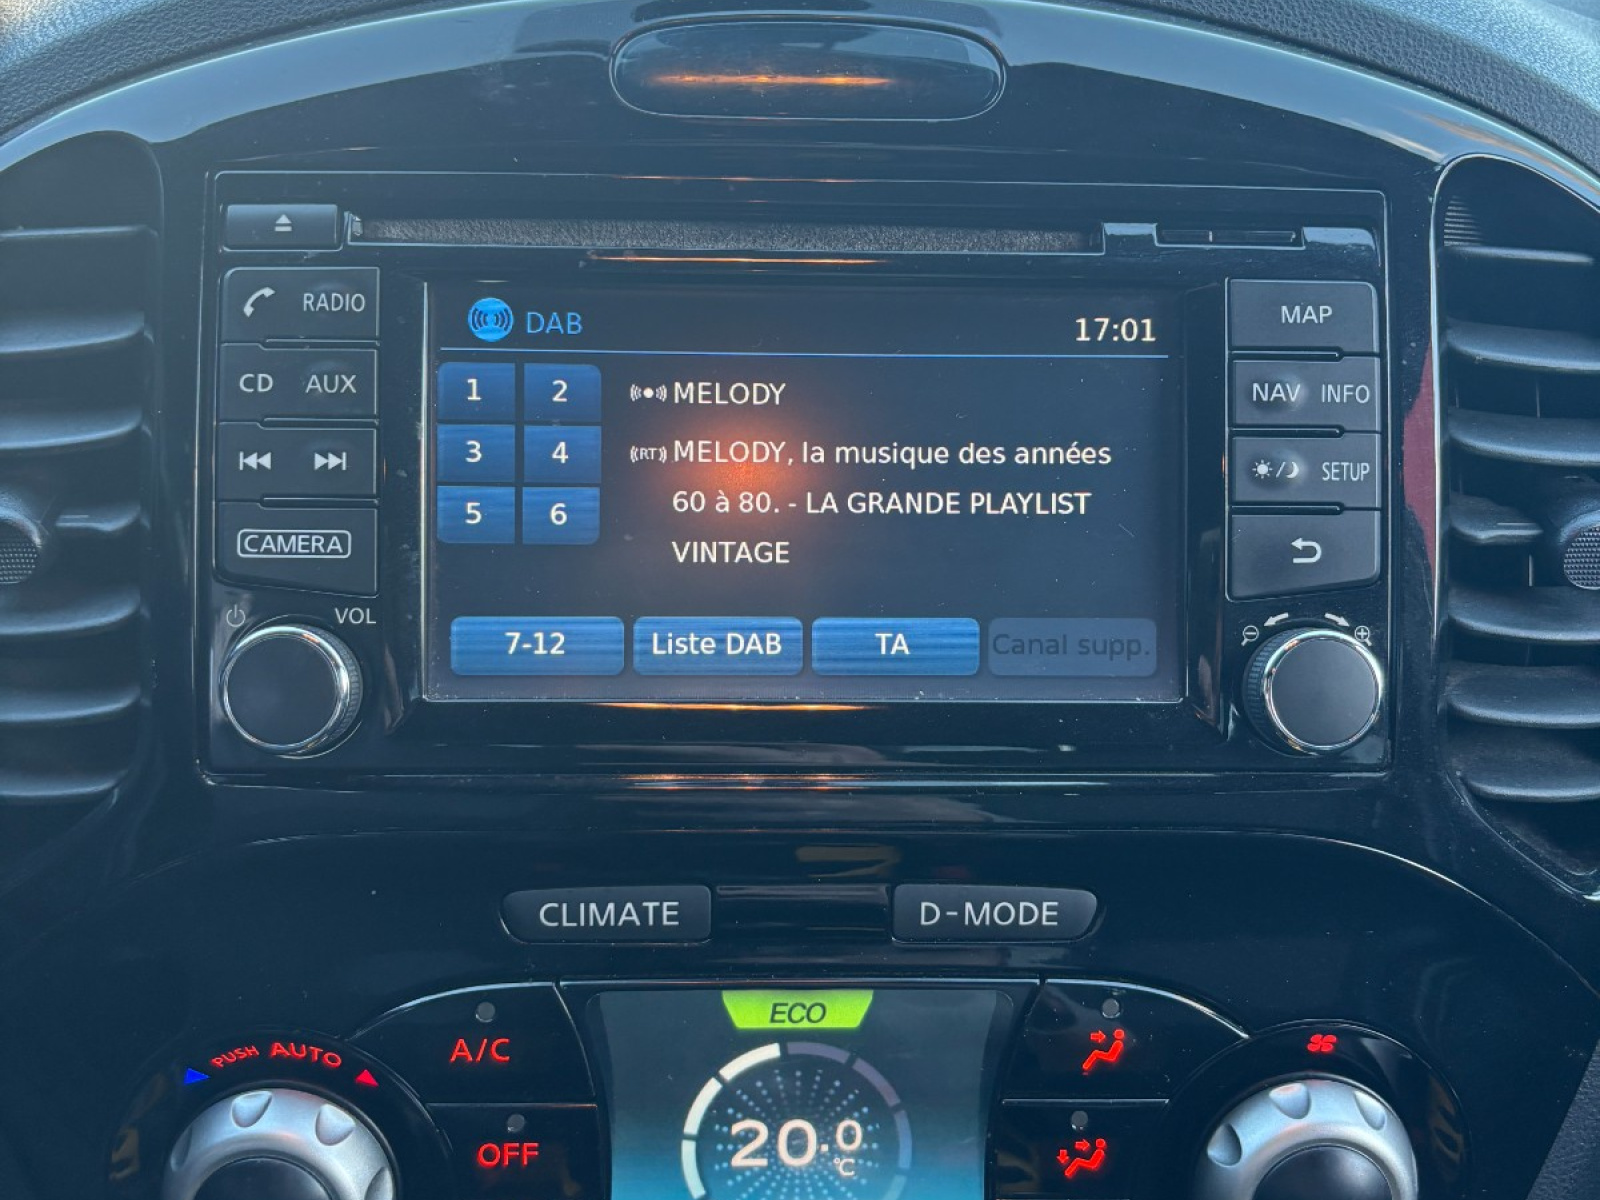 RADIO
CD AUX
CAMERA
VOL
DAB
17:01
1 2
3 4
5 6
MELODY
((RT)) MELODY, la musique des années
60 à 80. - LA GRANDE PLAYLIST
VINTAGE
7-12 Liste DAB TA Canal supp.
MAP
NAV INFO
SETUP
CLIMATE D-MODE
PUSH AUTO
A/C
OFF
ECO
20.0
°C